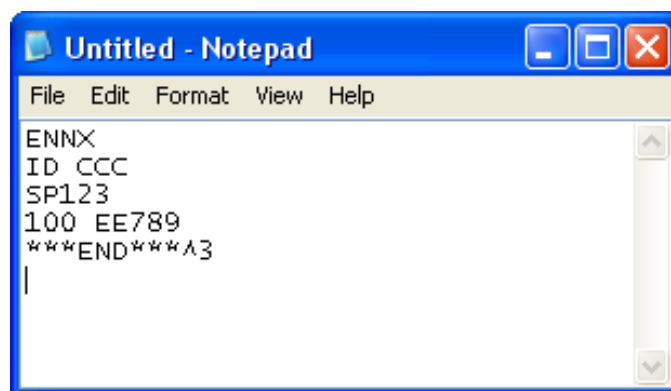 Untitled - Notepad
File Edit Format View Help
ENNX
ID CCC
SP123
100 EE789
***END***^3